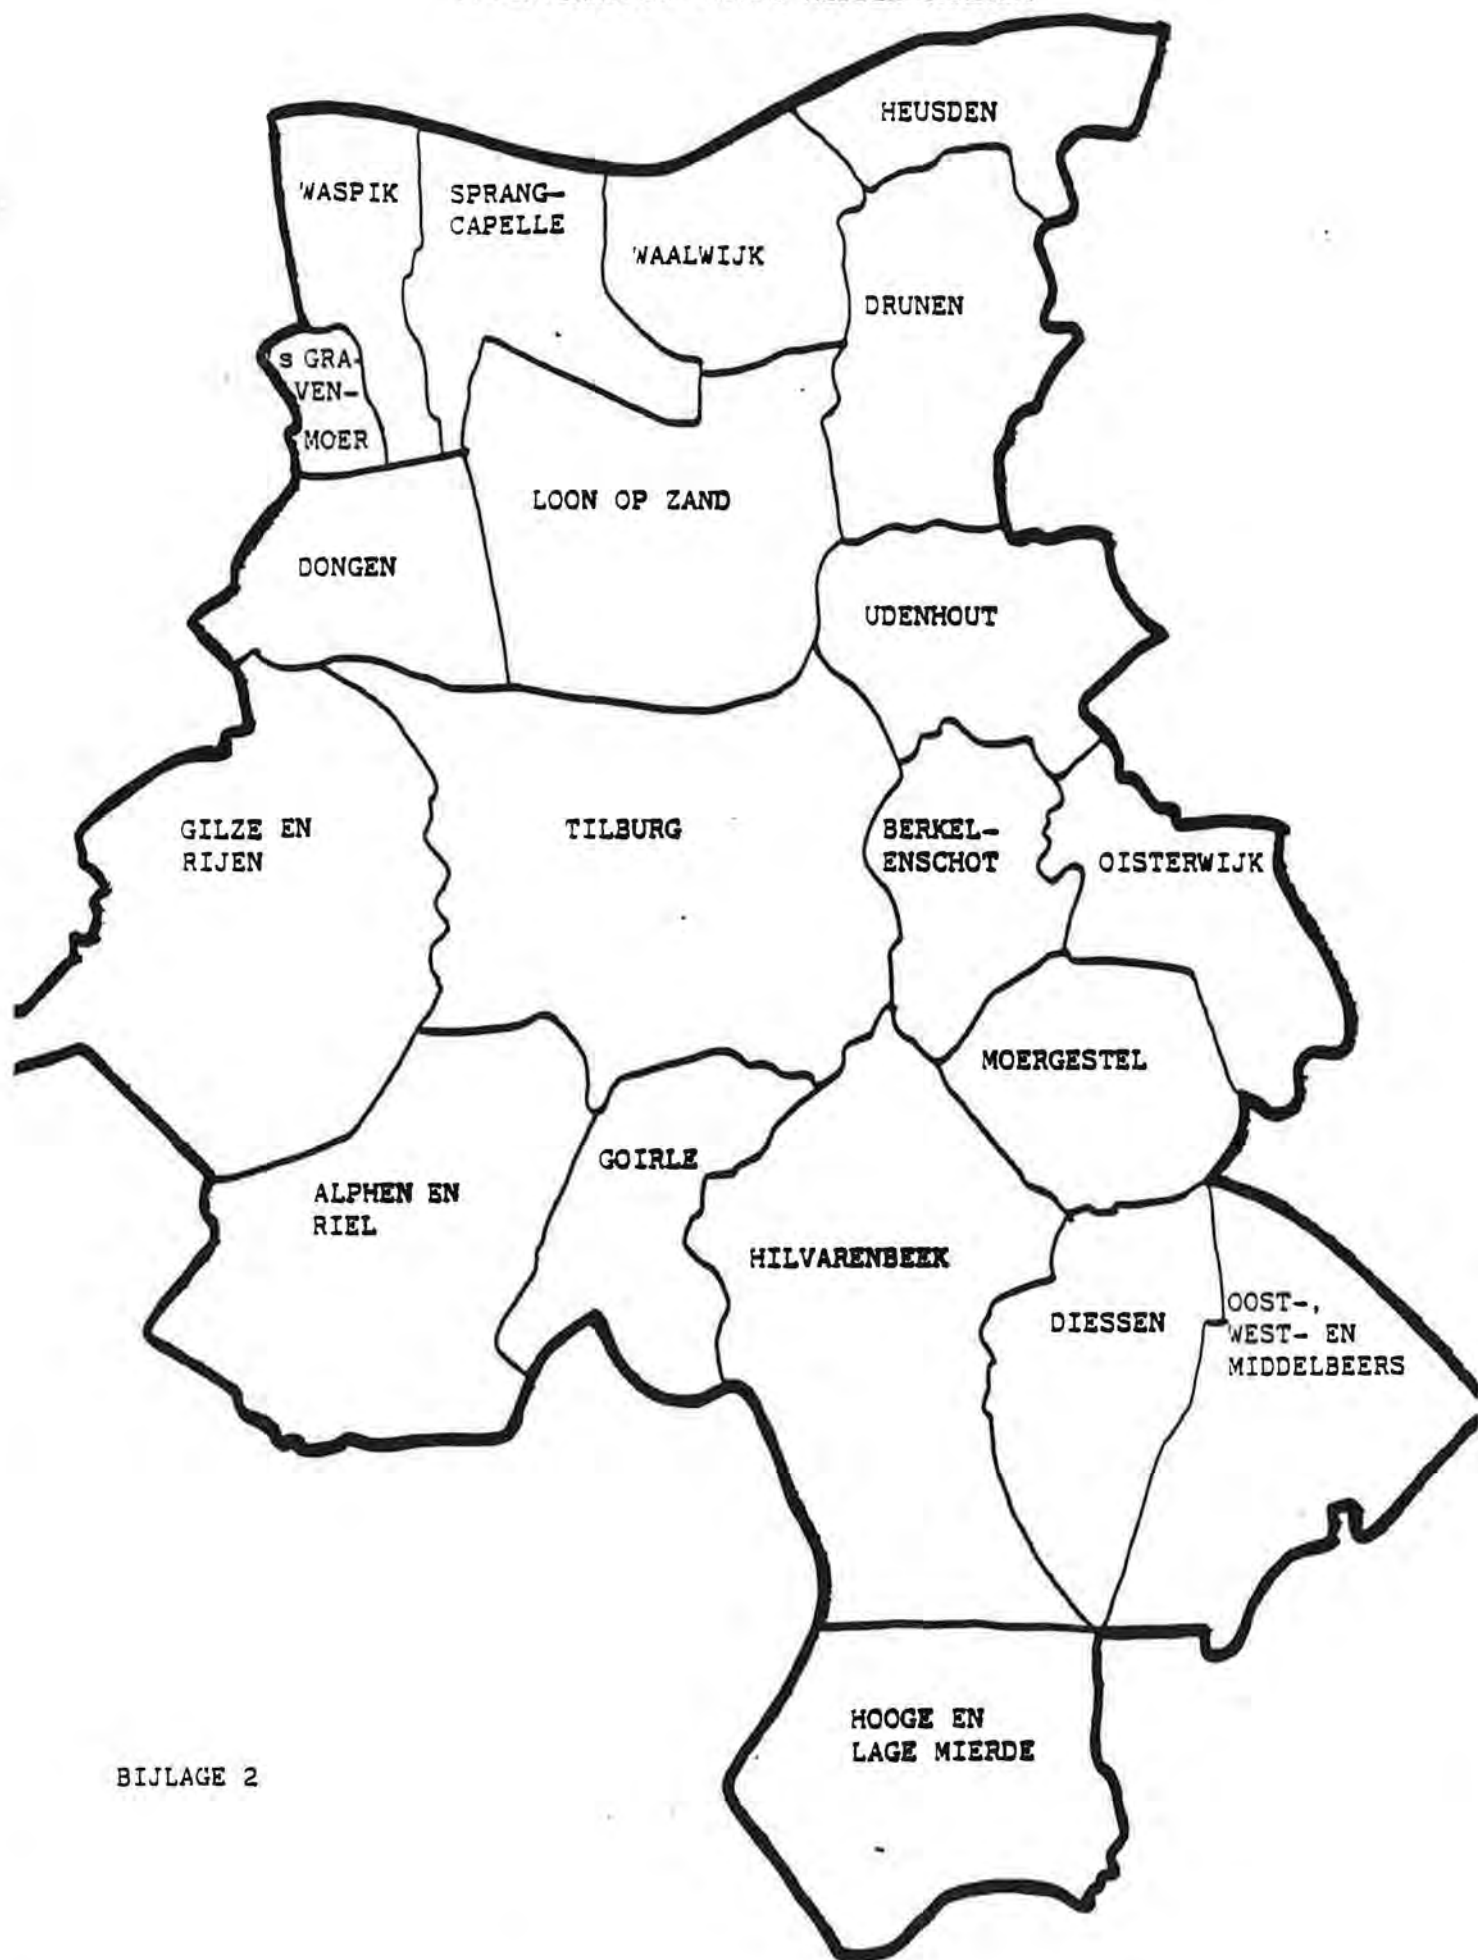 HEUSDEN
WASPIK
SPRANG-
CAPELLE
WAALWIJK
DRUNEN
s GRA-
VEN-
MOER
LOON OP ZAND
DONGEN
UDENHOUT
GILZE EN
RIJEN
TILBURG
BERKEL-
ENSCHOT
OISTERWIJK
MOERGESTEL
GOIRLE
ALPHEN EN
RIEL
HILVARENBEEK
DIESSEN
OOST-,
WEST- EN
MIDDELBEERS
HOOGE EN
LAGE MIERDE
BIJLAGE 2